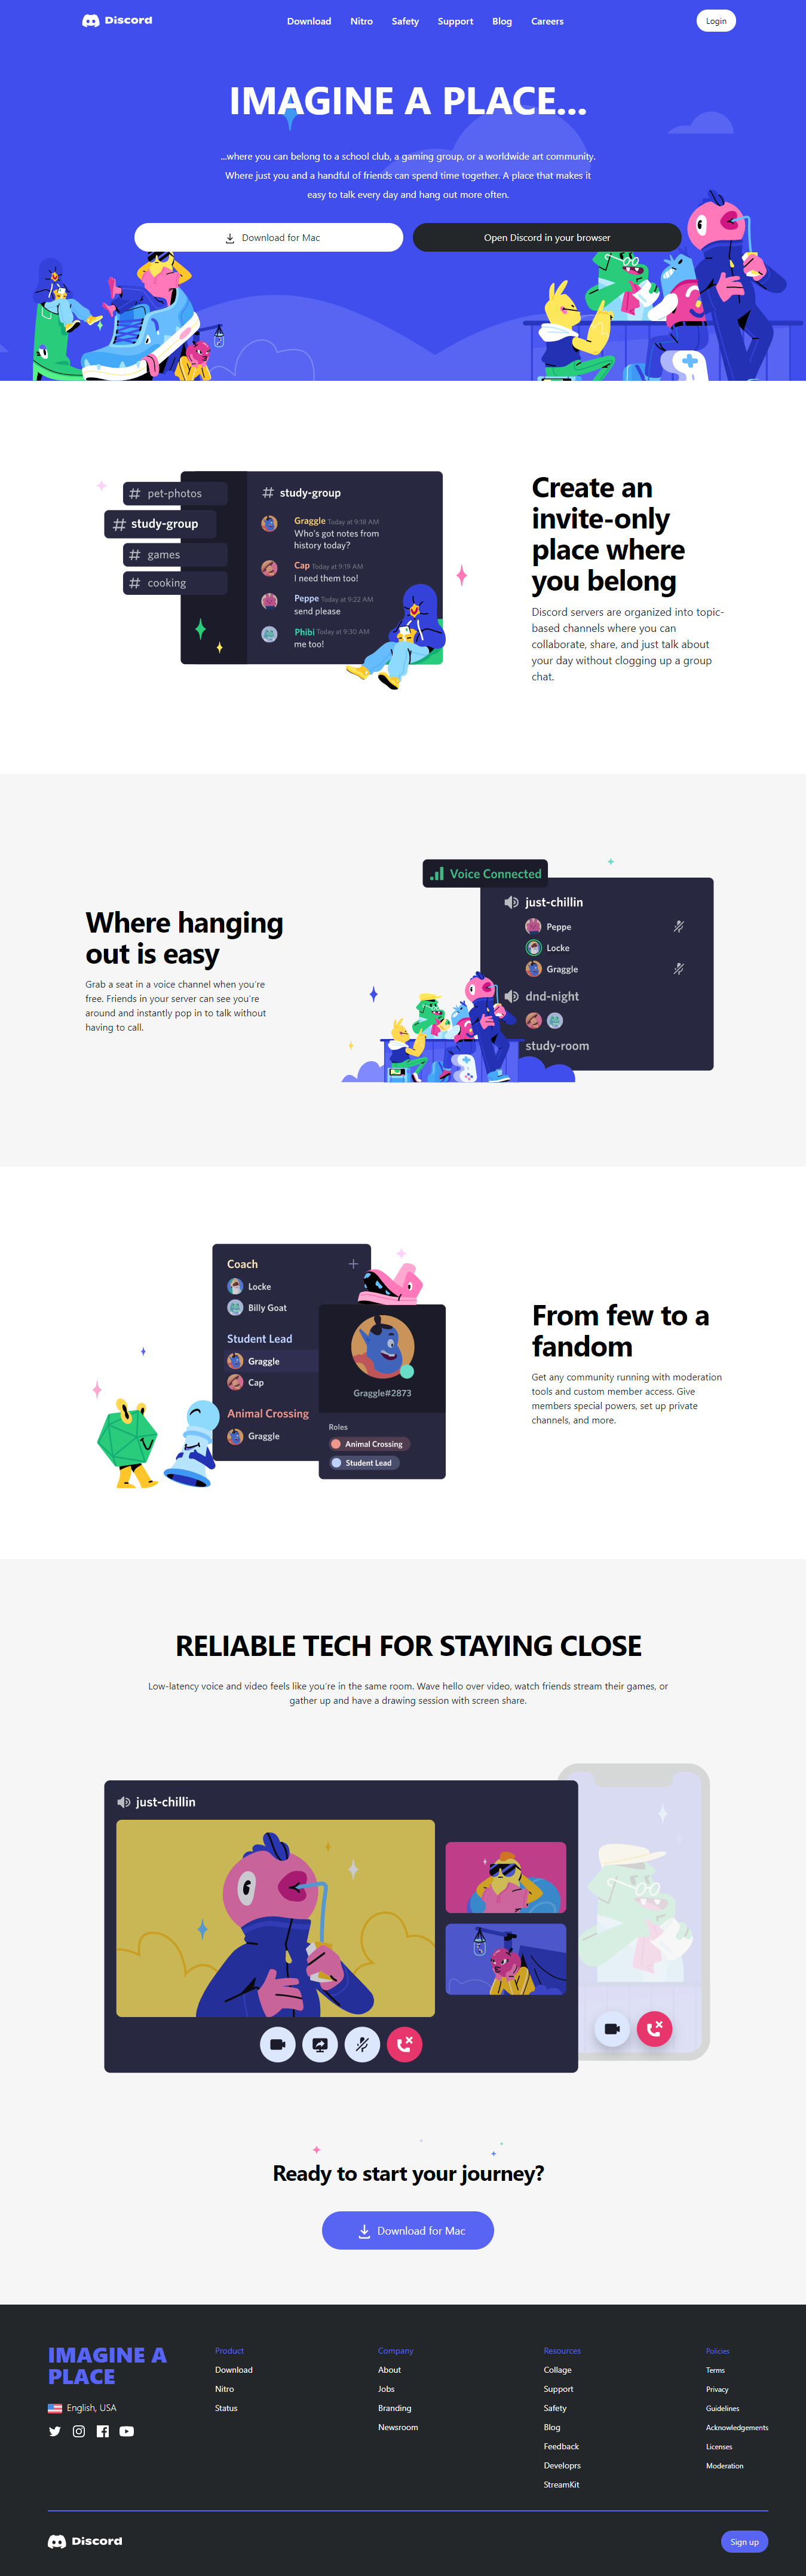 Discord
Download Nitro Safety Support Blog Careers
Login
IMAGINE A PLACE...
...where you can belong to a school club, a gaming group, or a worldwide art community.
Where just you and a handful of friends can spend time together. A place that makes it
easy to talk every day and hang out more often.
Download for Mac
Open Discord in your browser
# pet-photos
# study-group
# games
# cooking
# study-group
Graggle Today at 9:18 AM
Who's got notes from
history today?
Cap Today at 9:19 AM
I need them too!
Peppe Today at 9:22 AM
send please
Phibi Today at 9:30 AM
me too!
Create an
invite-only
place where
you belong
Discord servers are organized into topic-
based channels where you can
collaborate, share, and just talk about
your day without clogging up a group
chat.
Where hanging
out is easy
Grab a seat in a voice channel when you're
free. Friends in your server can see you're
around and instantly pop in to talk without
having to call.
Voice Connected
just-chillin
Peppe
Locke
Graggle
dnd-night
study-room
Coach
Locke
Billy Goat
Student Lead
Graggle
Cap
Animal Crossing
Graggle
Graggle#2873
Roles
Animal Crossing
Student Lead
From few to a
fandom
Get any community running with moderation
tools and custom member access. Give
members special powers, set up private
channels, and more.
RELIABLE TECH FOR STAYING CLOSE
Low-latency voice and video feels like you're in the same room. Wave hello over video, watch friends stream their games, or
gather up and have a drawing session with screen share.
just-chillin
Ready to start your journey?
Download for Mac
IMAGINE A
PLACE
English, USA
Product
Download
Nitro
Status
Company
About
Jobs
Branding
Newsroom
Resources
Collage
Support
Safety
Blog
Feedback
Developrs
StreamKit
Policies
Terms
Privacy
Guidelines
Acknowledgements
Licenses
Moderation
Discord
Sign up